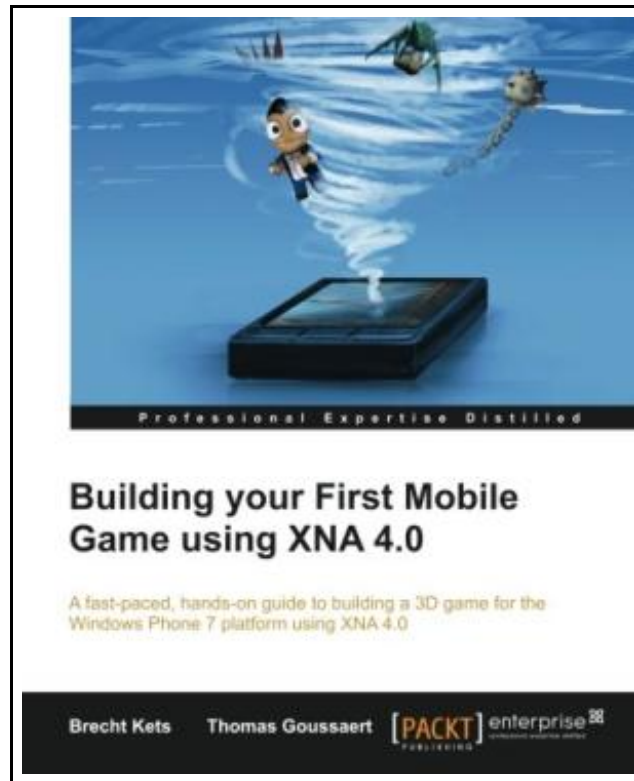 Professional Expertise Distilled
Building your First Mobile
Game using XNA 4.0
A fast-paced, hands-on guide to building a 3D game for the
Windows Phone 7 platform using XNA 4.0
Brecht Kets Thomas Goussaert [PACKT] enterprise
PUBLISHING